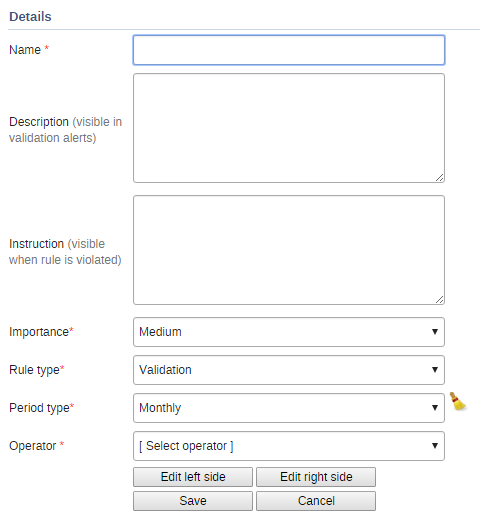 Details
Name *
Description (visible in
validation alerts)
Instruction (visible
when rule is violated)
Importance* Medium
Rule type* Validation
Period type* Monthly
Operator * [ Select operator ]
Edit left side Edit right side
Save Cancel